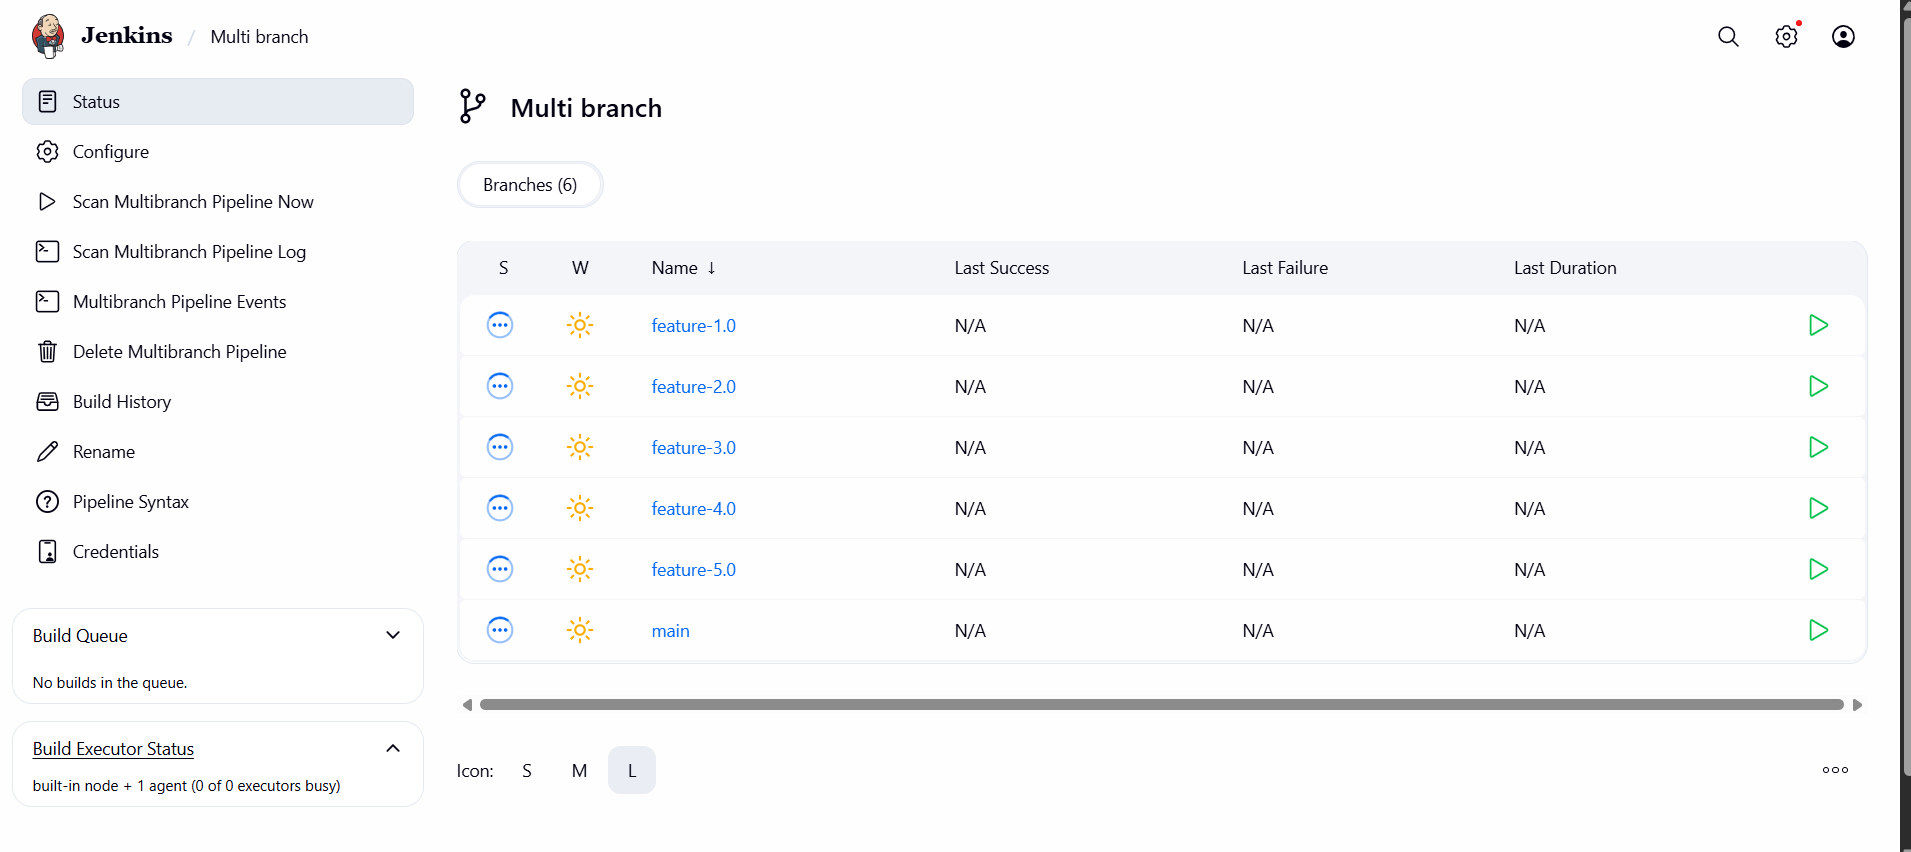 Jenkins / Multi branch
Status
Configure
Scan Multibranch Pipeline Now
Scan Multibranch Pipeline Log
Multibranch Pipeline Events
Delete Multibranch Pipeline
Build History
Rename
Pipeline Syntax
Credentials
Build Queue
No builds in the queue.
Build Executor Status
built-in node + 1 agent (0 of 0 executors busy)
Multi branch
Branches (6)
S W Name ↓ Last Success Last Failure Last Duration
feature-1.0 N/A N/A N/A
feature-2.0 N/A N/A N/A
feature-3.0 N/A N/A N/A
feature-4.0 N/A N/A N/A
feature-5.0 N/A N/A N/A
main N/A N/A N/A
Icon: S M L